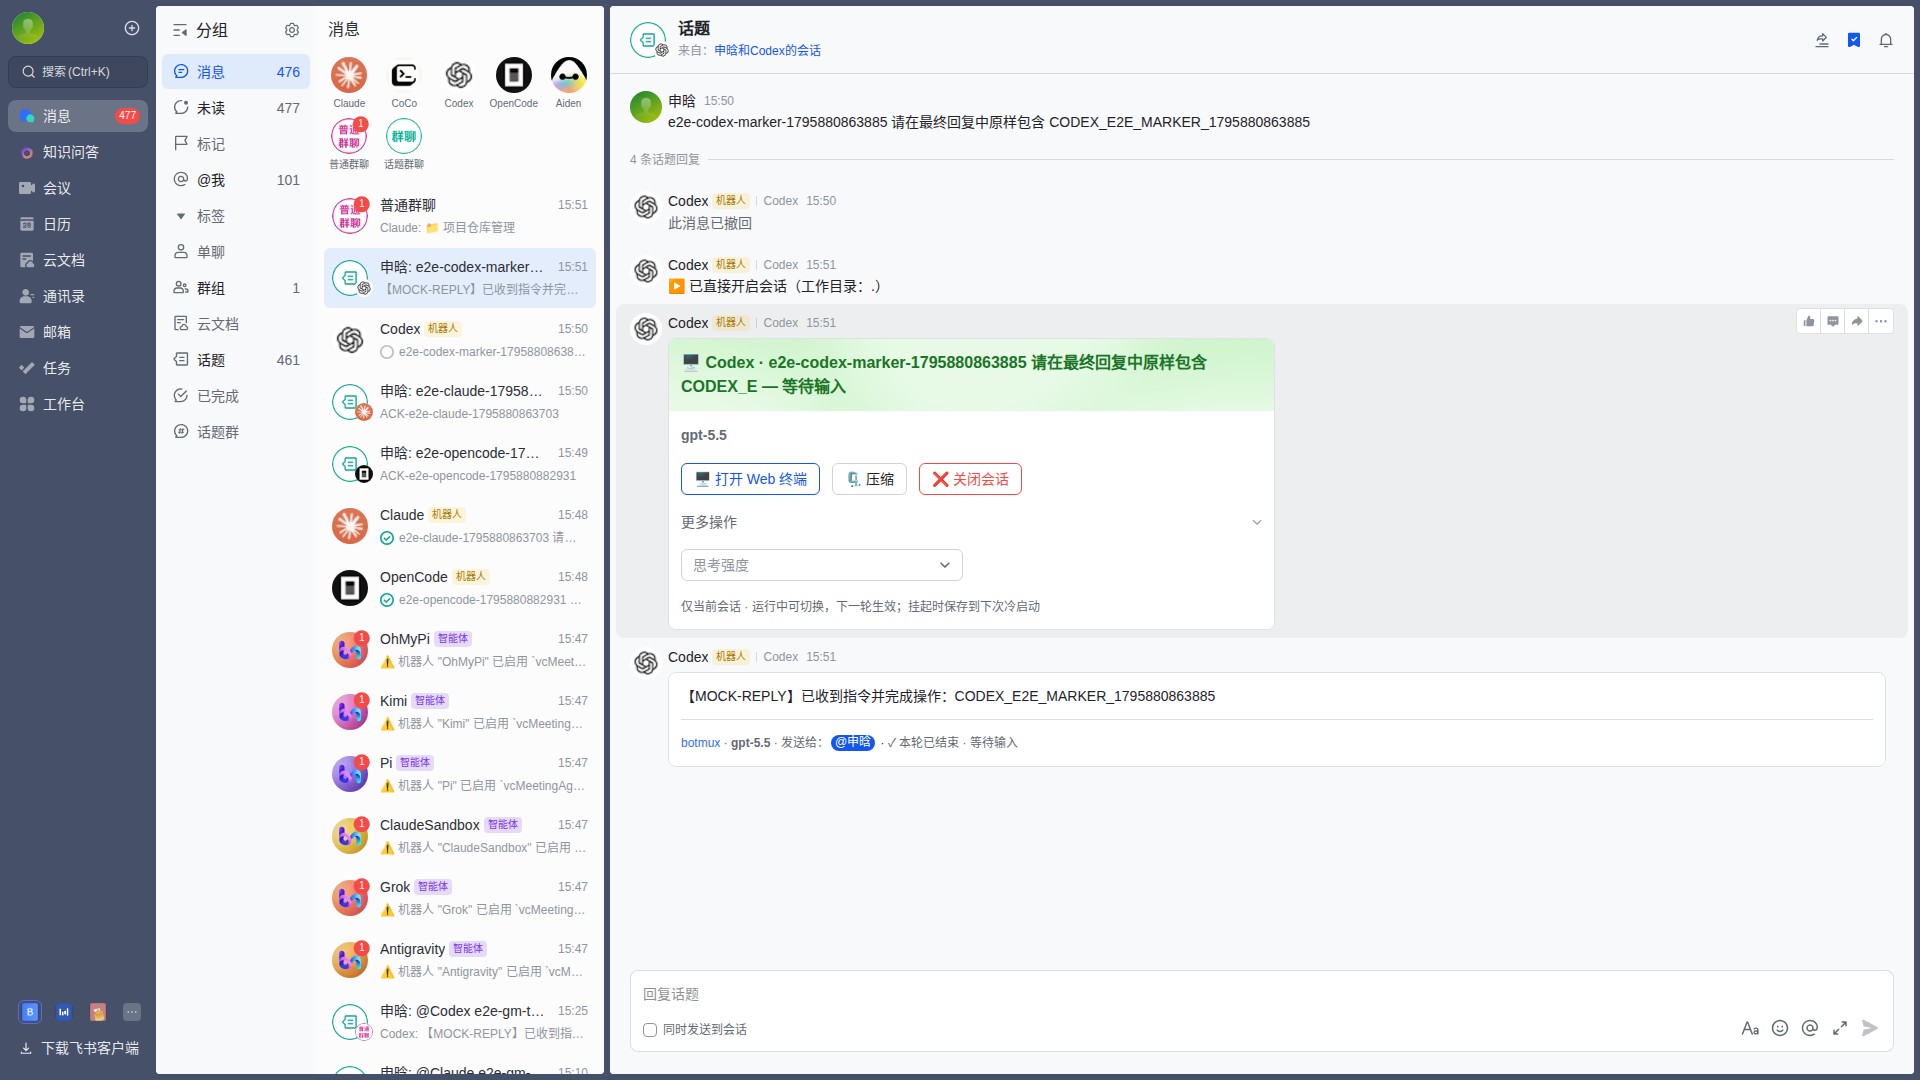 搜索 (Ctrl+K)
消息 477
知识问答
会议
日历
云文档
通讯录
邮箱
任务
工作台
下载飞书客户端
分组
消息 476
未读 477
标记
@我 101
标签
单聊
群组 1
云文档
话题 461
已完成
话题群
消息
Claude CoCo Codex OpenCode Aiden
普通群聊 1
群聊
普通群聊 话题群聊
普通群聊 15:51
Claude: 📁 项目仓库管理
申晗: e2e-codex-marker… 15:51
【MOCK-REPLY】已收到指令并完…
Codex 机器人 15:50
e2e-codex-marker-17958808638…
申晗: e2e-claude-17958… 15:50
ACK-e2e-claude-1795880863703
申晗: e2e-opencode-17… 15:49
ACK-e2e-opencode-1795880882931
Claude 机器人 15:48
e2e-claude-1795880863703 请…
OpenCode 机器人 15:48
e2e-opencode-1795880882931 …
OhMyPi 智能体 15:47
⚠️ 机器人 "OhMyPi" 已启用 `vcMeet…
Kimi 智能体 15:47
⚠️ 机器人 "Kimi" 已启用 `vcMeeting…
Pi 智能体 15:47
⚠️ 机器人 "Pi" 已启用 `vcMeetingAg…
ClaudeSandbox 智能体 15:47
⚠️ 机器人 "ClaudeSandbox" 已启用 …
Grok 智能体 15:47
⚠️ 机器人 "Grok" 已启用 `vcMeeting…
Antigravity 智能体 15:47
⚠️ 机器人 "Antigravity" 已启用 `vcM…
申晗: @Codex e2e-gm-t… 15:25
Codex: 【MOCK-REPLY】已收到指…
申晗: @Claude e2e-gm-… 15:10
话题
来自：申晗和Codex的会话
申晗 15:50
e2e-codex-marker-1795880863885 请在最终回复中原样包含 CODEX_E2E_MARKER_1795880863885
4 条话题回复
Codex 机器人 | Codex 15:50
此消息已撤回
Codex 机器人 | Codex 15:51
▶️ 已直接开启会话（工作目录：.）
Codex 机器人 | Codex 15:51
🖥️ Codex · e2e-codex-marker-1795880863885 请在最终回复中原样包含
CODEX_E — 等待输入
gpt-5.5
🖥️ 打开 Web 终端 🗜️ 压缩 ❌ 关闭会话
更多操作
思考强度
仅当前会话 · 运行中可切换，下一轮生效；挂起时保存到下次冷启动
Codex 机器人 | Codex 15:51
【MOCK-REPLY】已收到指令并完成操作：CODEX_E2E_MARKER_1795880863885
botmux · gpt-5.5 · 发送给： @申晗 · ✓ 本轮已结束 · 等待输入
回复话题
同时发送到会话